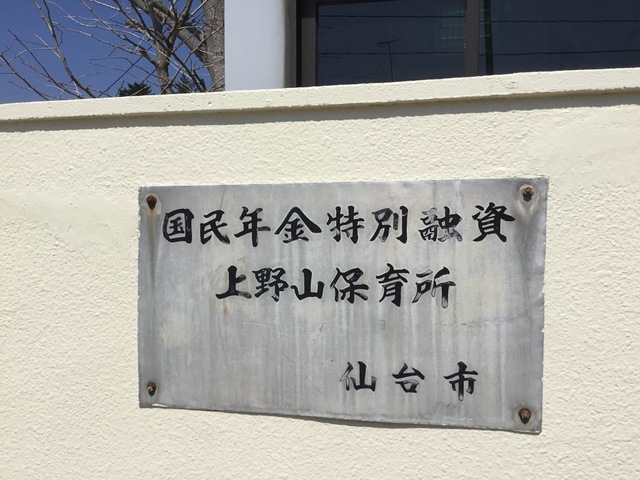 国民年金特別融資
上野山保育所
仙台市